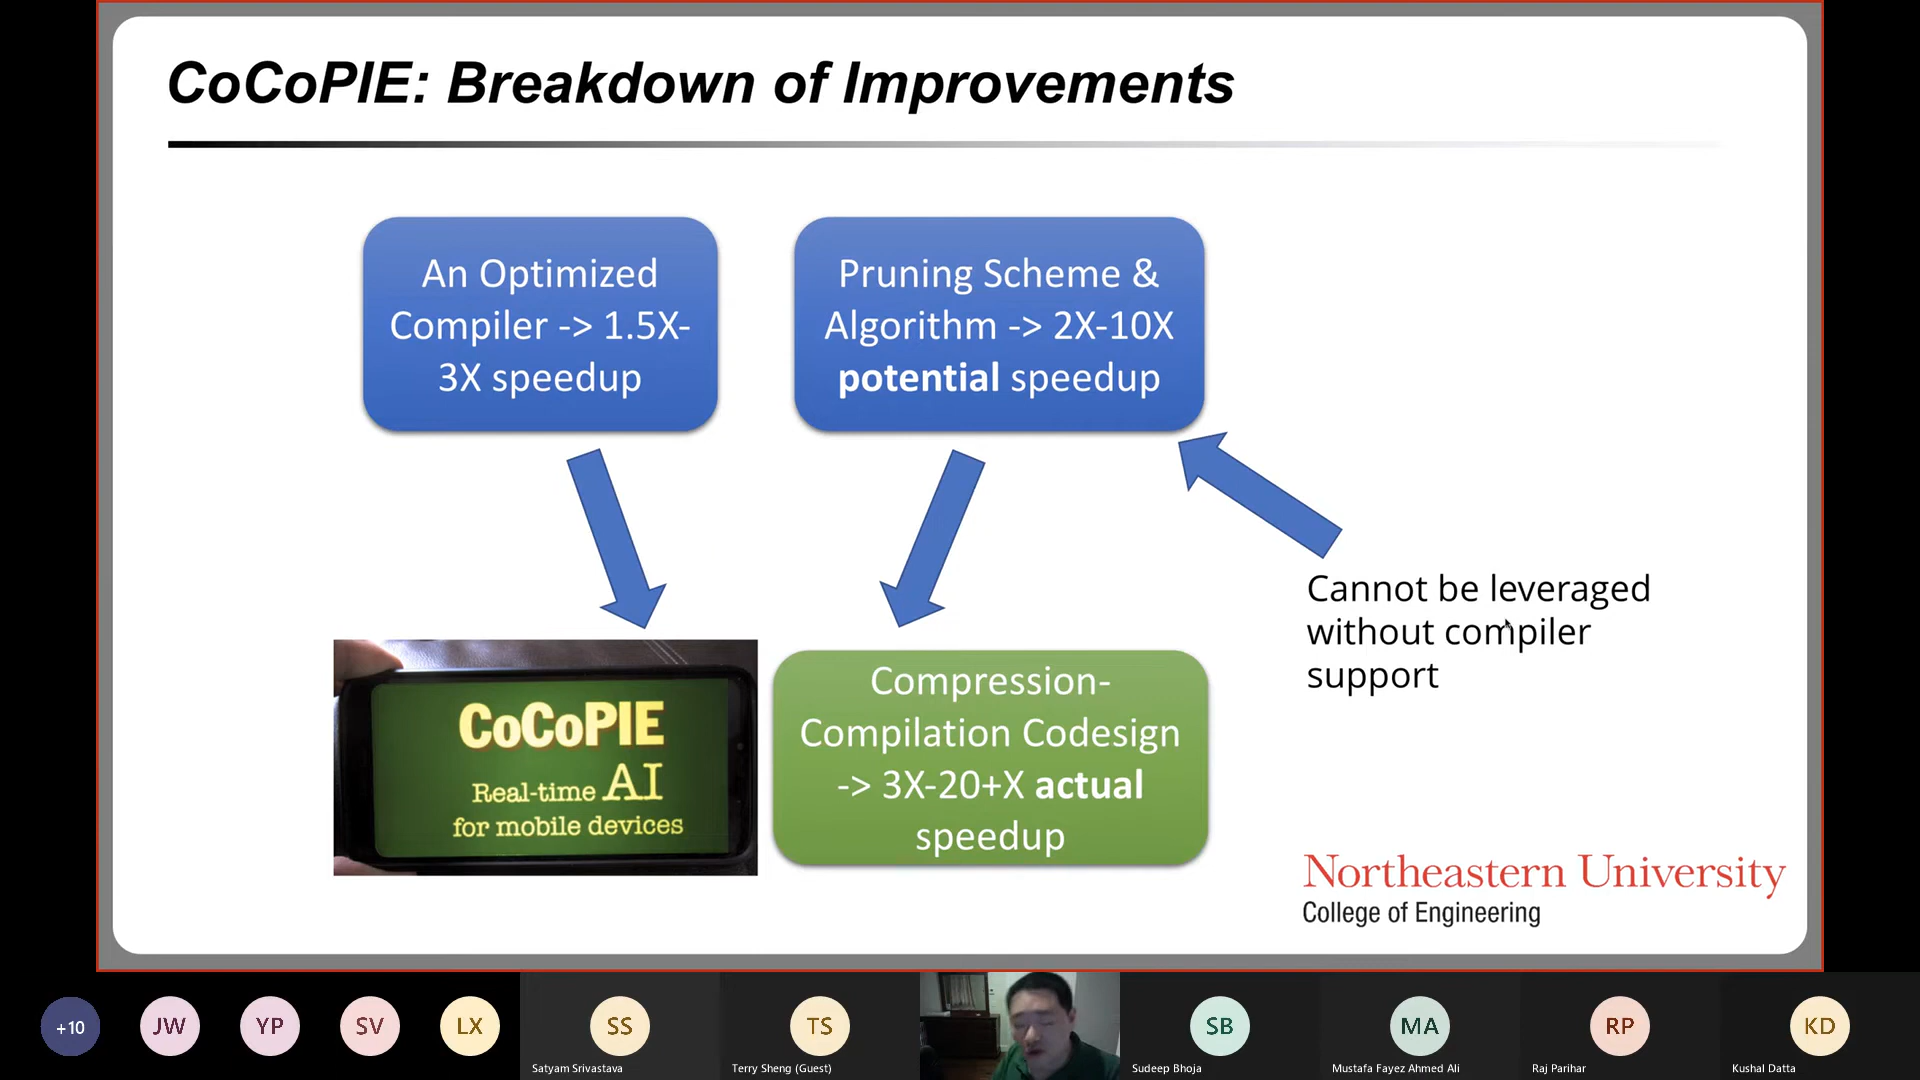 CoCoPIE: Breakdown of Improvements
An Optimized
Compiler -> 1.5X-
3X speedup
Pruning Scheme &
Algorithm -> 2X-10X
potential speedup
Cannot be leveraged
without compiler
support
CoCoPIE
Real-time AI
for mobile devices
Compression-
Compilation Codesign
-> 3X-20+X actual
speedup
Northeastern University
College of Engineering
+10
JW
YP
SV
LX
SS
TS
SB
MA
RP
KD
Satyam Srivastava
Terry Sheng (Guest)
Sudeep Bhoja
Mustafa Fayez Ahmed Ali
Raj Parihar
Kushal Datta